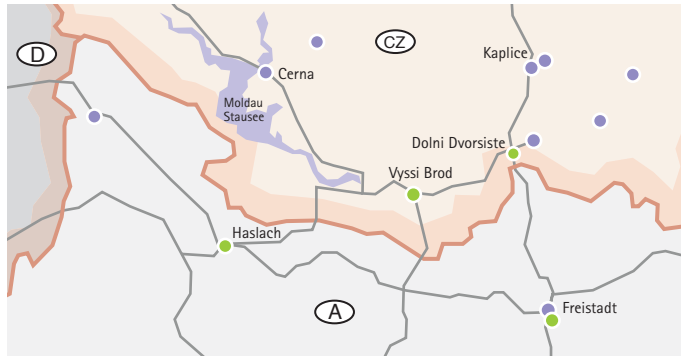 D
CZ
Kaplice
Cerna
Moldau
Stausee
Dolni Dvorsiste
Vyssi Brod
Haslach
A
Freistadt